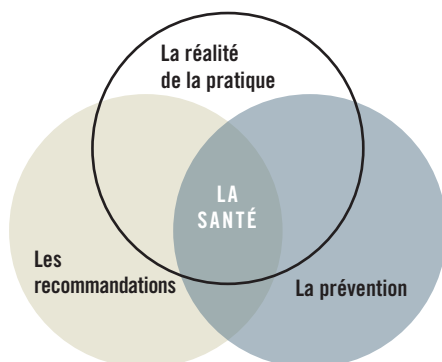 La réalité
de la pratique
LA
SANTÉ
Les
recommandations
La prévention